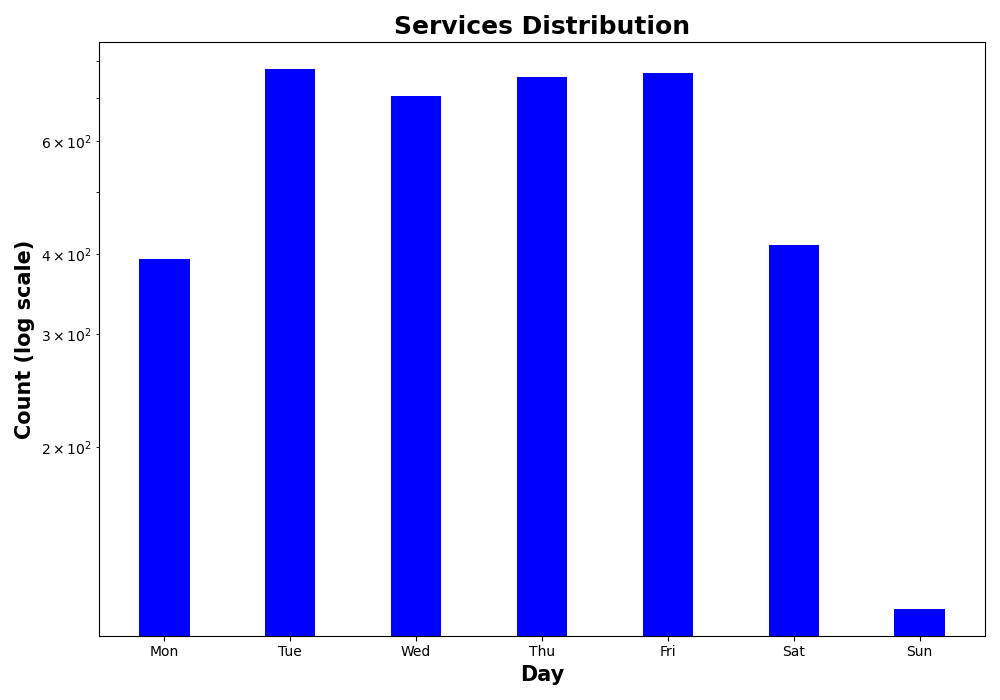 Services Distribution
Count (log scale)
6 × 10²
4 × 10²
3 × 10²
2 × 10²
Mon Tue Wed Thu Fri Sat Sun
Day